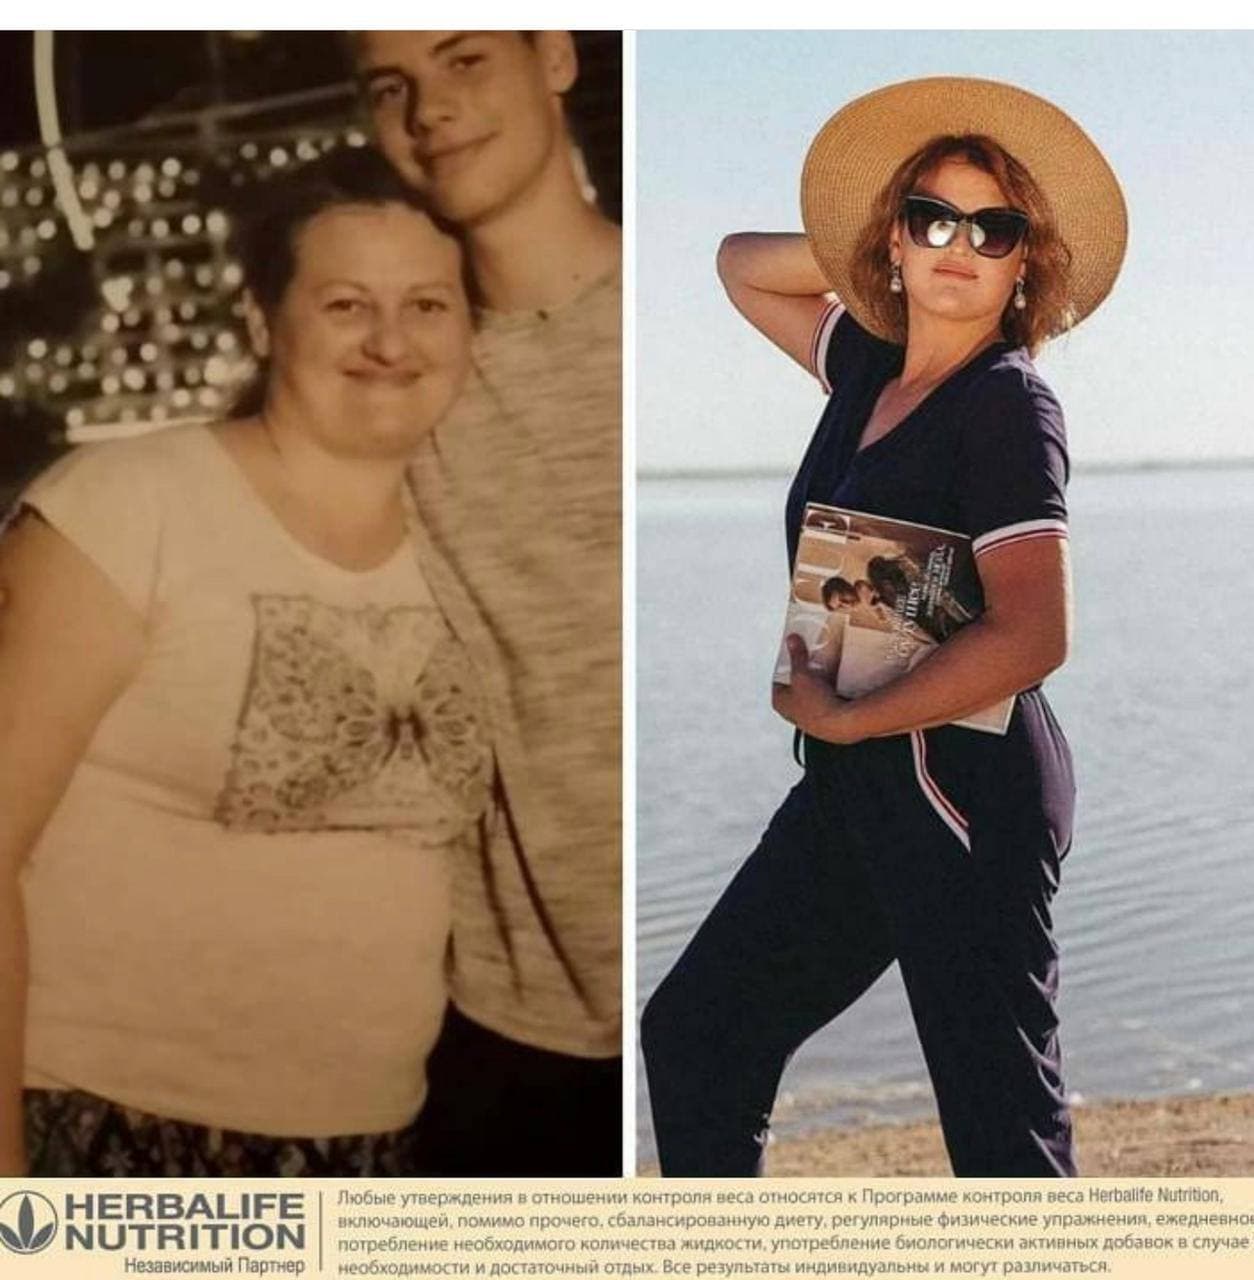 HERBALIFE
NUTRITION
Независимый Партнер
Любые утверждения в отношении контроля веса относятся к Программе контроля веса Herbalife Nutrition,
включающей, помимо прочего, сбалансированную диету, регулярные физические упражнения, ежедневное
потребление необходимого количества жидкости, употребление биологически активных добавок в случае
необходимости и достаточный отдых. Все результаты индивидуальны и могут различаться.